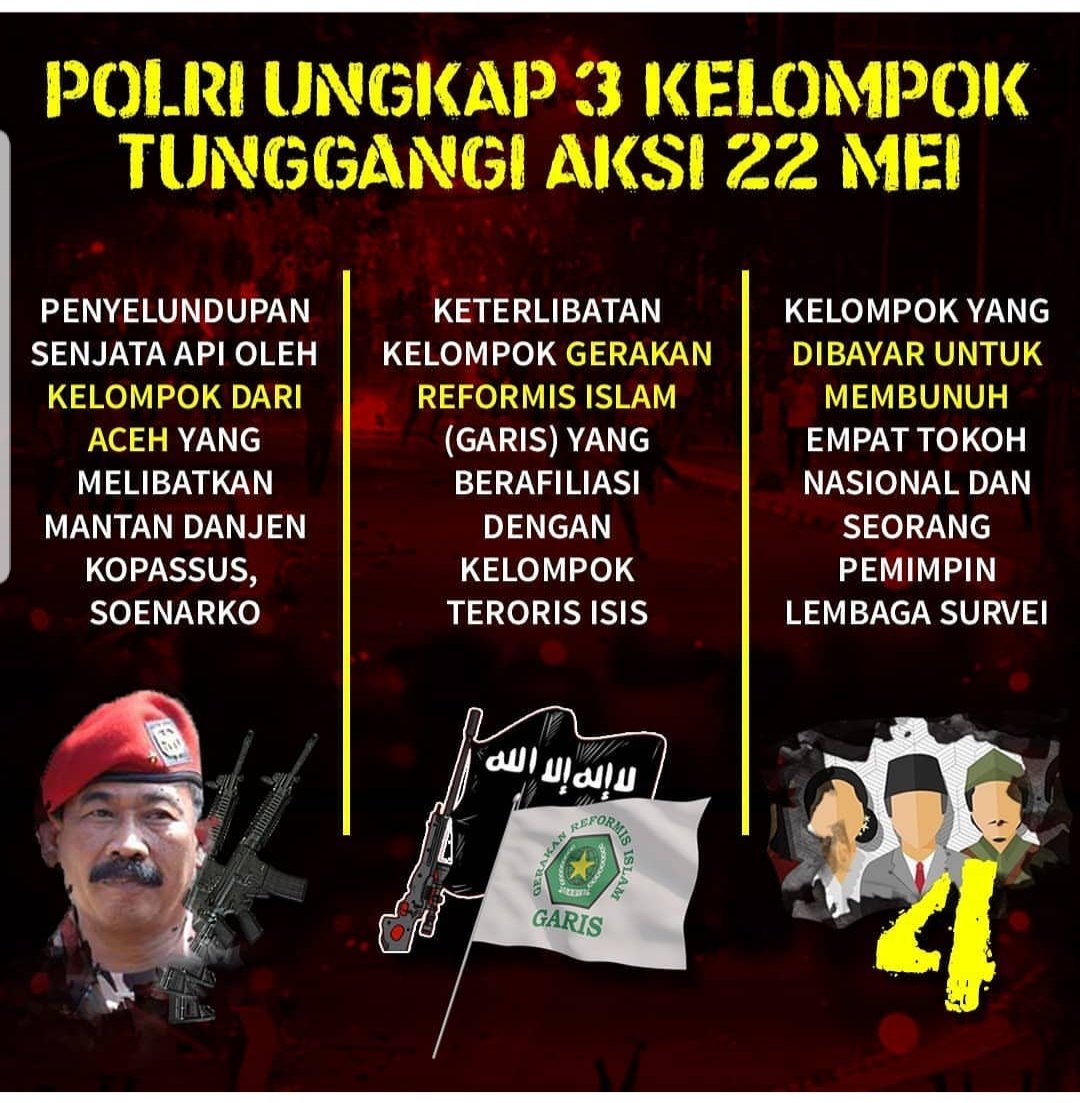 POLRI UNGKAP 3 KELOMPOK
TUNGGANGI AKSI 22 MEI
PENYELUNDUPAN
SENJATA API OLEH
KELOMPOK DARI
ACEH YANG
MELIBATKAN
MANTAN DANJEN
KOPASSUS,
SOENARKO
KETERLIBATAN
KELOMPOK GERAKAN
REFORMIS ISLAM
(GARIS) YANG
BERAFILIASI
DENGAN
KELOMPOK
TERORIS ISIS
KELOMPOK YANG
DIBAYAR UNTUK
MEMBUNUH
EMPAT TOKOH
NASIONAL DAN
SEORANG
PEMIMPIN
LEMBAGA SURVEI
لا إله إلا الله
GERAKAN REFORMIS ISLAM
GARIS
4